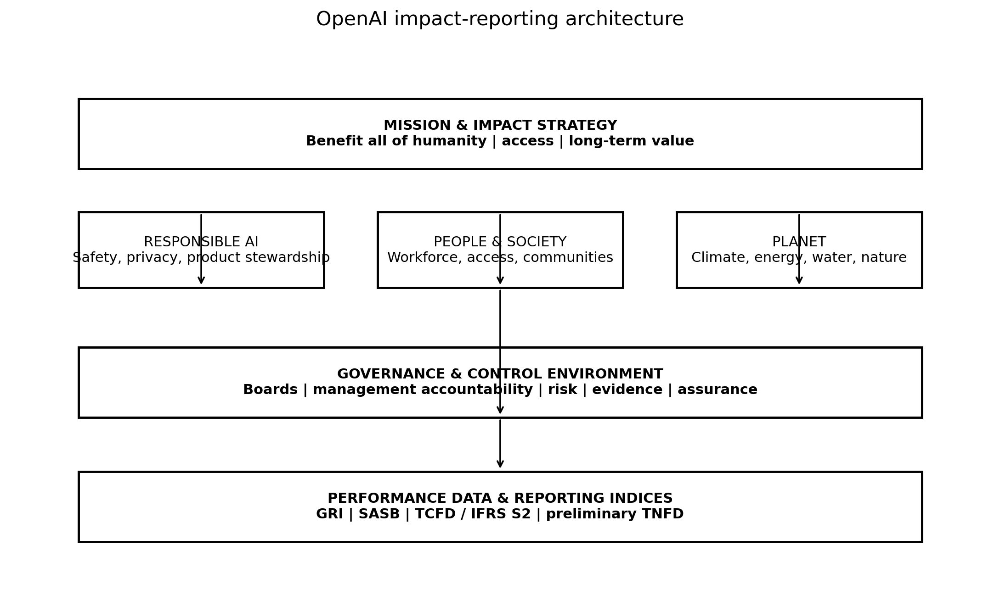 OpenAI impact-reporting architecture
MISSION & IMPACT STRATEGY
Benefit all of humanity | access | long-term value
RESPONSIBLE AI
Safety, privacy, product stewardship
PEOPLE & SOCIETY
Workforce, access, communities
PLANET
Climate, energy, water, nature
GOVERNANCE & CONTROL ENVIRONMENT
Boards | management accountability | risk | evidence | assurance
PERFORMANCE DATA & REPORTING INDICES
GRI | SASB | TCFD / IFRS S2 | preliminary TNFD